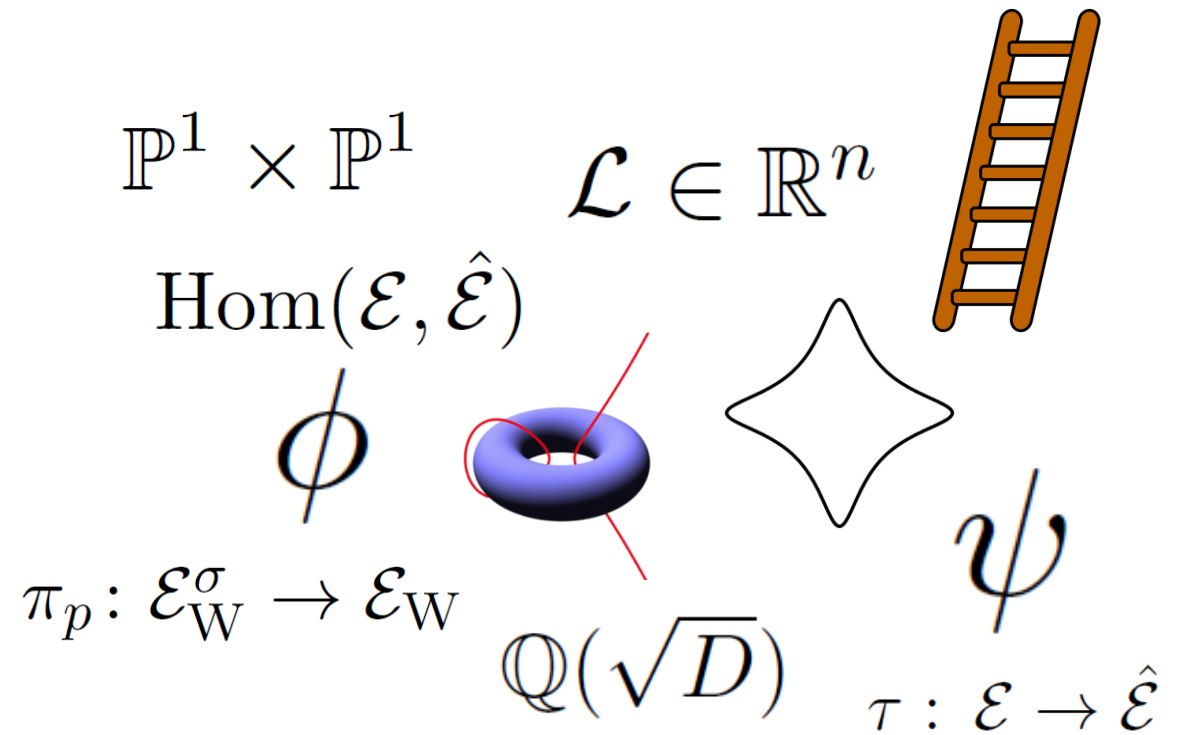 ℙ¹ × ℙ¹
ℒ ∈ ℝⁿ
Hom(ℰ, ℰ̂)
ϕ
ψ
π_p : ℰ_W^σ → ℰ_W
ℚ(√D)
τ : ℰ → ℰ̂